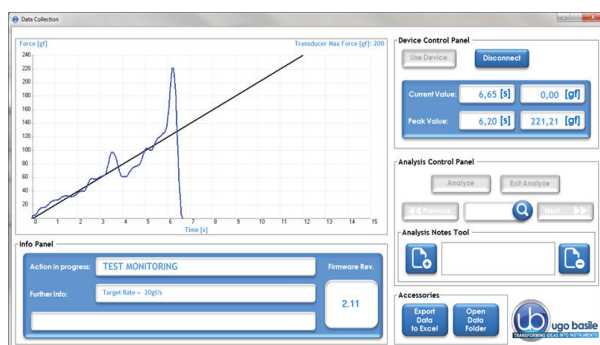 Data Collection
Force [gf]
Transducer Max Force [gf]: 200
240
220
200
180
160
140
120
100
80
60
40
20
0
0 1 2 3 4 5 6 7 8 9 10 11 12 13 14 15
Time [s]
Info Panel
Action in progress: TEST MONITORING
Firmware Rev.
Further Info: Target Rate = 20gf/s
2.11
Device Control Panel
Use Device Disconnect
Current Value: 6,65 [s] 0,00 [gf]
Peak Value: 6,20 [s] 221,21 [gf]
Analysis Control Panel
Analyze Exit Analyze
Previous Next
Analysis Notes Tool
Accessories
Export Data to Excel
Open Data Folder
ub ugo basile
TRANSFORMING IDEAS INTO INSTRUMENTS